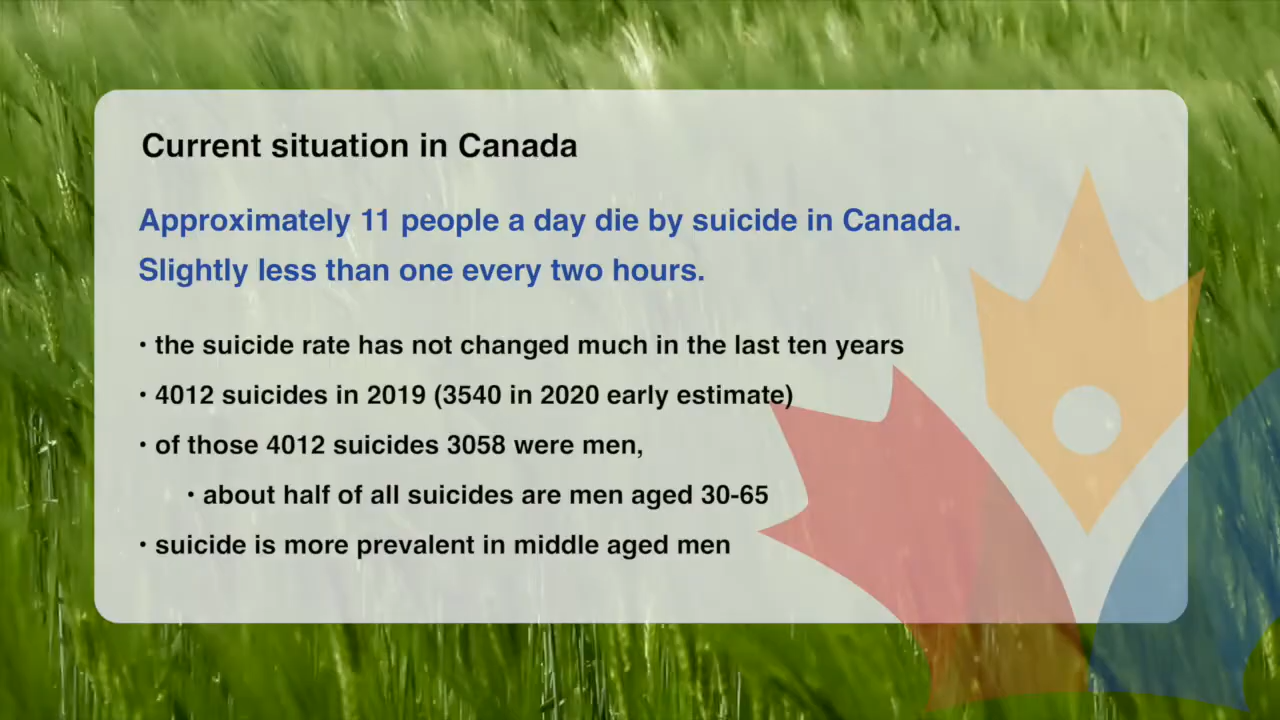 Current situation in Canada
Approximately 11 people a day die by suicide in Canada.
Slightly less than one every two hours.
• the suicide rate has not changed much in the last ten years
• 4012 suicides in 2019 (3540 in 2020 early estimate)
• of those 4012 suicides 3058 were men,
• about half of all suicides are men aged 30-65
• suicide is more prevalent in middle aged men